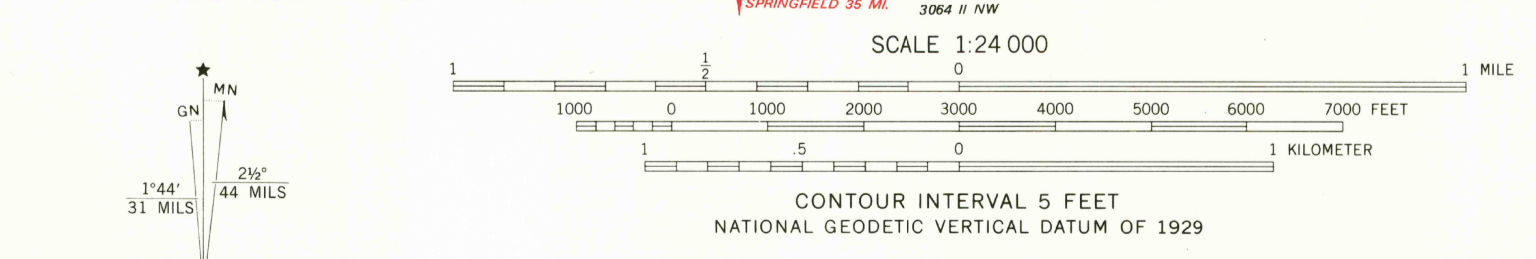 SPRINGFIELD 35 MI.
3064 II NW
SCALE 1:24 000
1 ½ 0 1 MILE
1000 0 1000 2000 3000 4000 5000 6000 7000 FEET
1 .5 0 1 KILOMETER
CONTOUR INTERVAL 5 FEET
NATIONAL GEODETIC VERTICAL DATUM OF 1929
★
MN
GN
2½°
44 MILS
1°44′
31 MILS